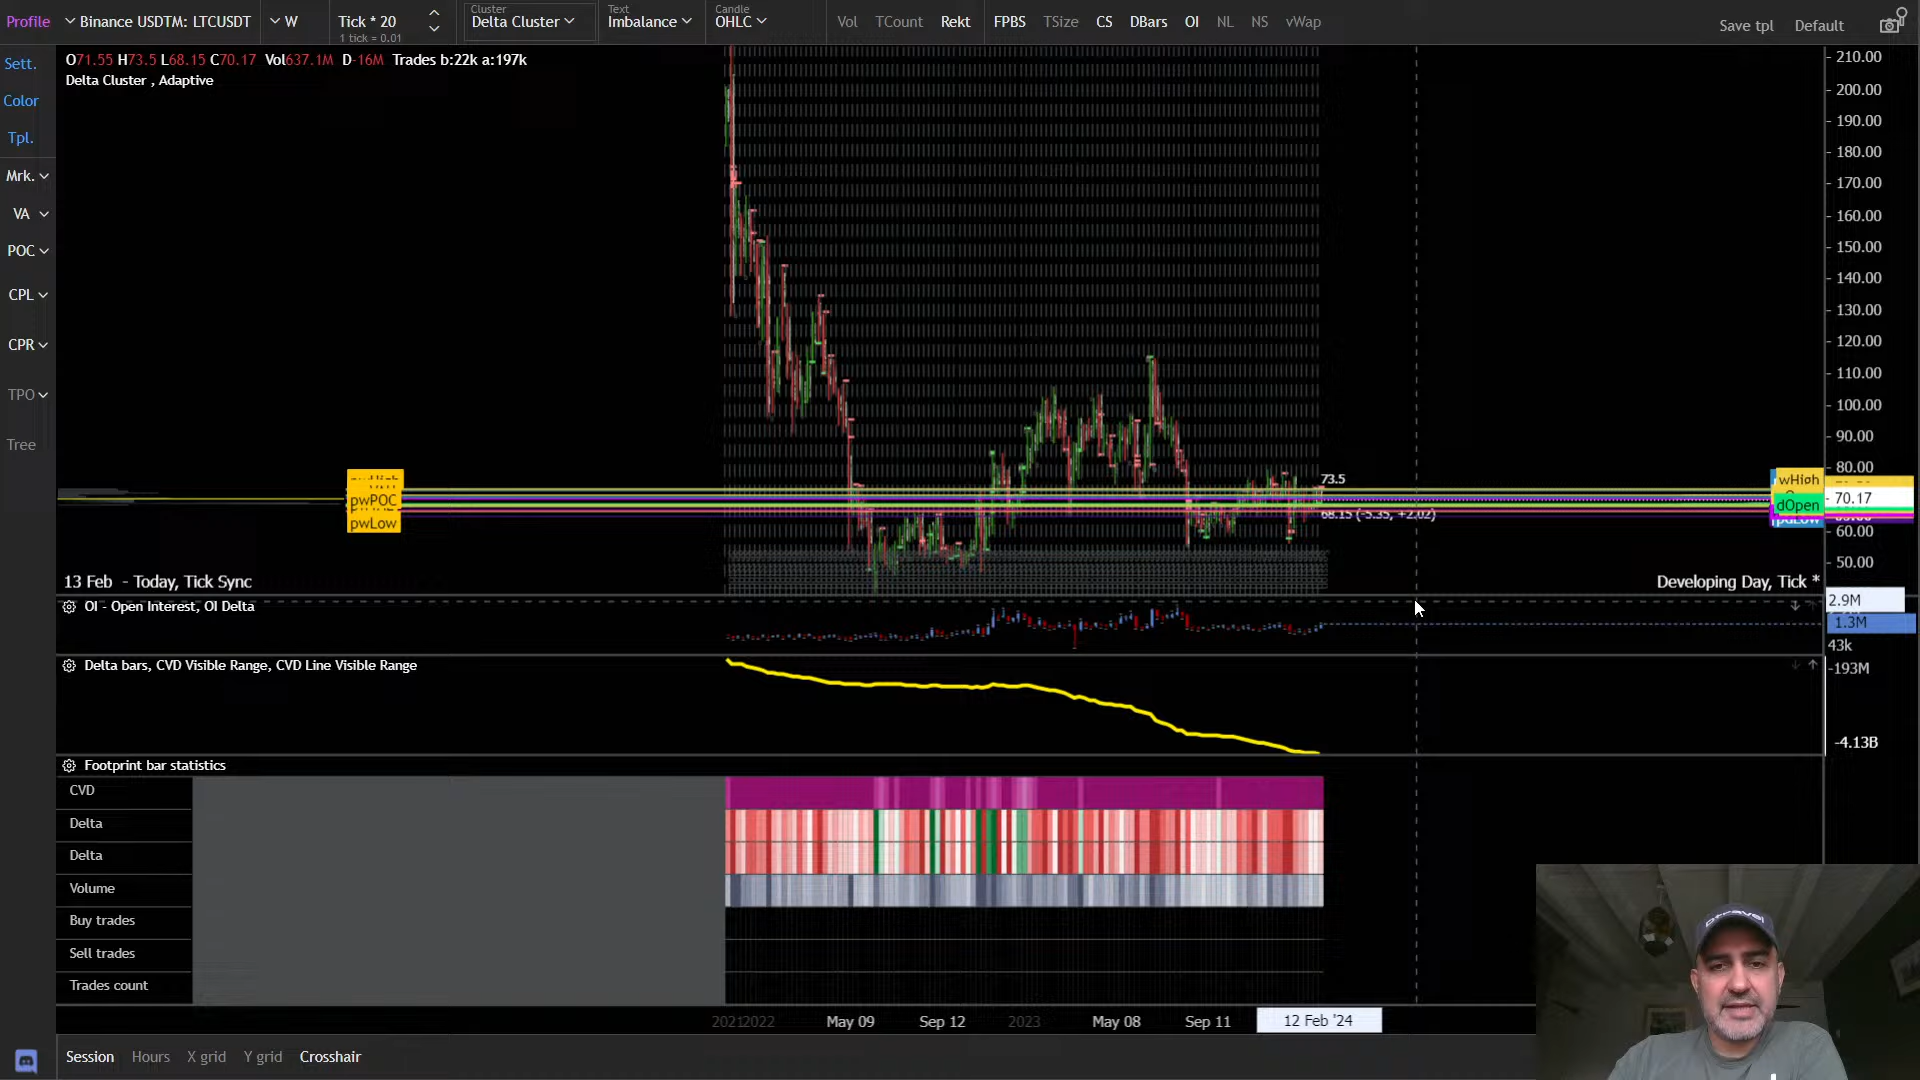 Profile
Binance USDTM: LTCUSDT
W
Tick * 20
1 tick = 0.01
Cluster
Delta Cluster
Text
Imbalance
Candle
OHLC
Vol
TCount
Rekt
FPBS
TSize
CS
DBars
OI
NL
NS
vWap
Save tpl
Default
Sett.
Color
Tpl.
Mrk.
VA
POC
CPL
CPR
TPO
Tree
O71.55 H73.5 L68.15 C70.17 Vol637.1M D-16M Trades b:22k a:197k
Delta Cluster , Adaptive
210.00
200.00
190.00
180.00
170.00
160.00
150.00
140.00
130.00
120.00
110.00
100.00
90.00
80.00
70.17
60.00
50.00
pwPOC
pwLow
73.5
68.15 (-5.35, +2.02)
wHigh
dOpen
13 Feb - Today, Tick Sync
Developing Day, Tick *
OI - Open Interest, OI Delta
2.9M
1.3M
43k
Delta bars, CVD Visible Range, CVD Line Visible Range
-193M
-4.13B
Footprint bar statistics
CVD
Delta
Delta
Volume
Buy trades
Sell trades
Trades count
2021 2022
May 09
Sep 12
2023
May 08
Sep 11
12 Feb '24
Session
Hours
X grid
Y grid
Crosshair